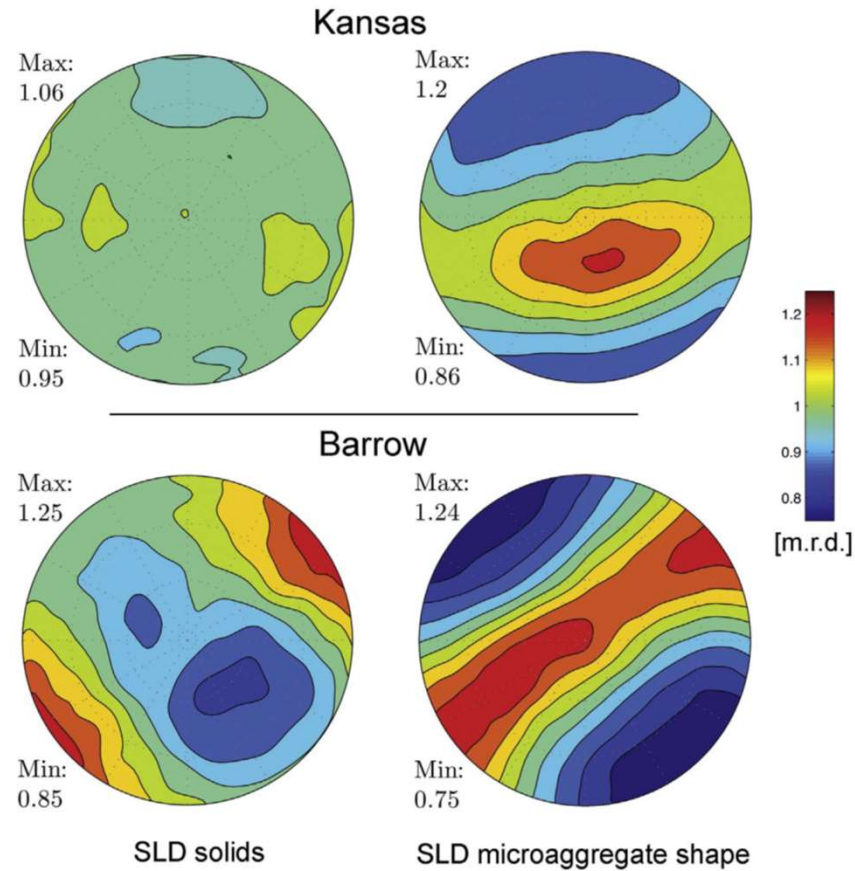 Kansas
Max:
1.06
Max:
1.2
Min:
0.95
Min:
0.86
1.2
1.1
1
0.9
0.8
[m.r.d.]
Barrow
Max:
1.25
Max:
1.24
Min:
0.85
Min:
0.75
SLD solids
SLD microaggregate shape